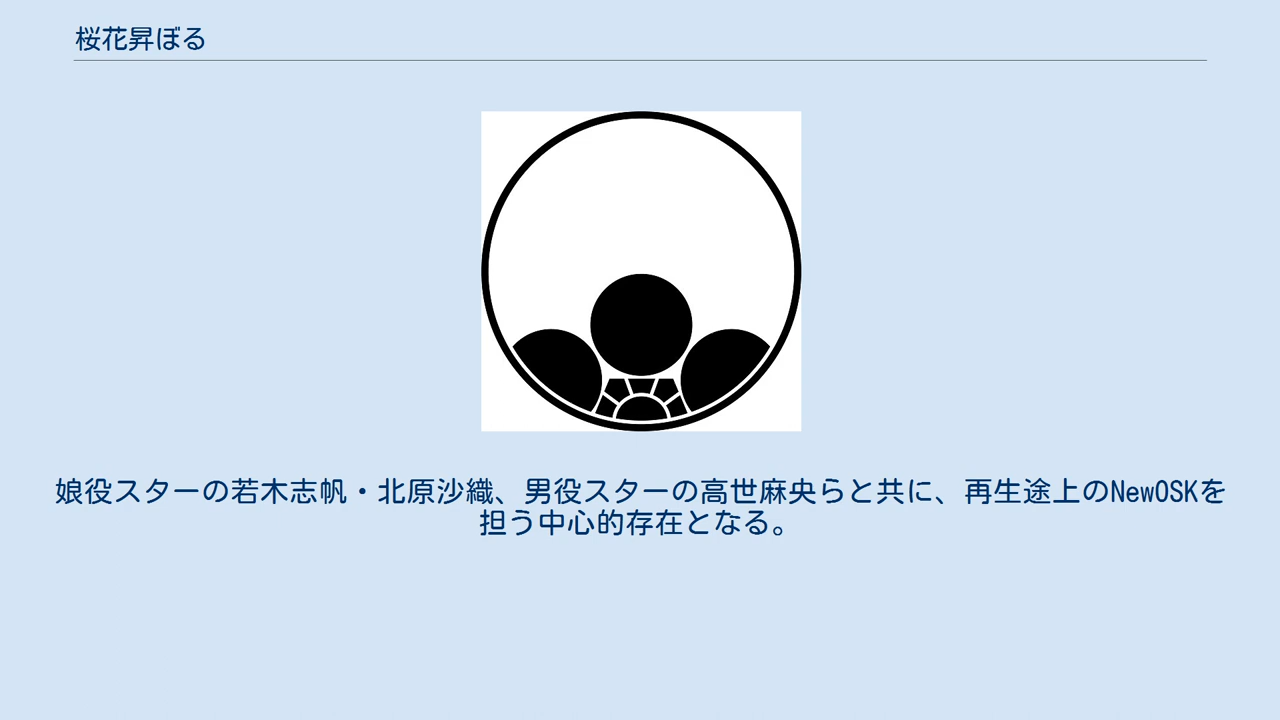 桜花昇ぼる
娘役スターの若木志帆・北原沙織、男役スターの高世麻央らと共に、再生途上のNewOSKを
担う中心的存在となる。